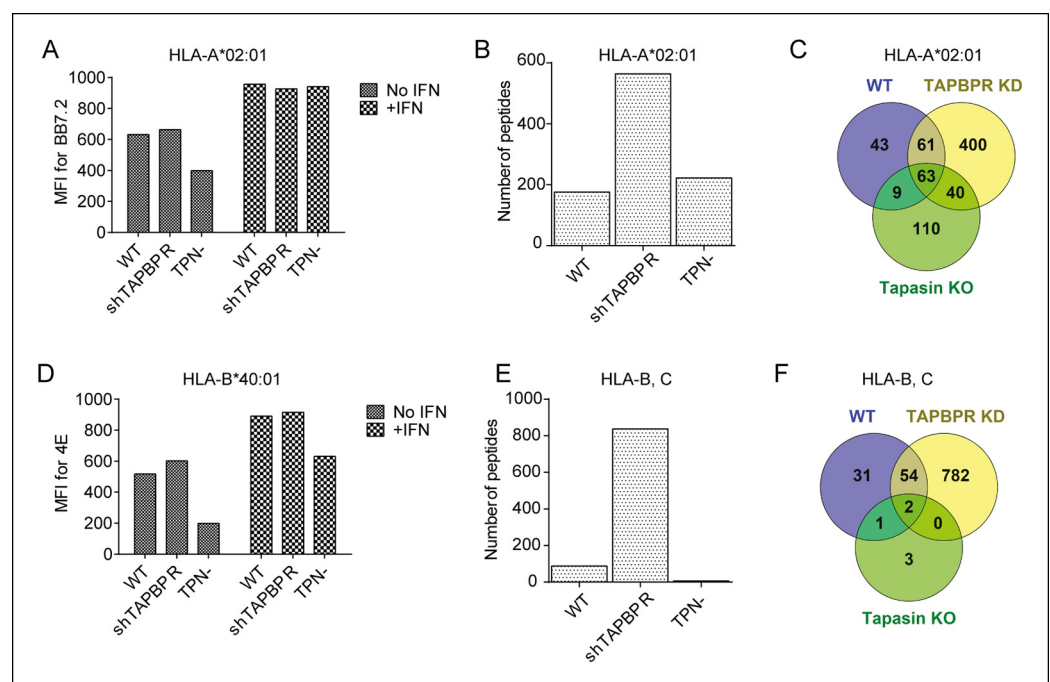 A
HLA-A*02:01
1000
800
600
400
200
0
MFI for BB7.2
WT
shTAPBPR
TPN-
WT
shTAPBPR
TPN-
No IFN
+IFN
B
HLA-A*02:01
600
400
200
0
Number of peptides
WT
shTAPBPR
TPN-
C
HLA-A*02:01
WT
TAPBPR KD
43
61
400
63
9
40
110
Tapasin KO
D
HLA-B*40:01
1000
800
600
400
200
0
MFI for 4E
WT
shTAPBPR
TPN-
WT
shTAPBPR
TPN-
No IFN
+IFN
E
HLA-B, C
1000
800
600
400
200
0
Number of peptides
WT
shTAPBPR
TPN-
F
HLA-B, C
WT
TAPBPR KD
31
54
782
2
1
0
3
Tapasin KO